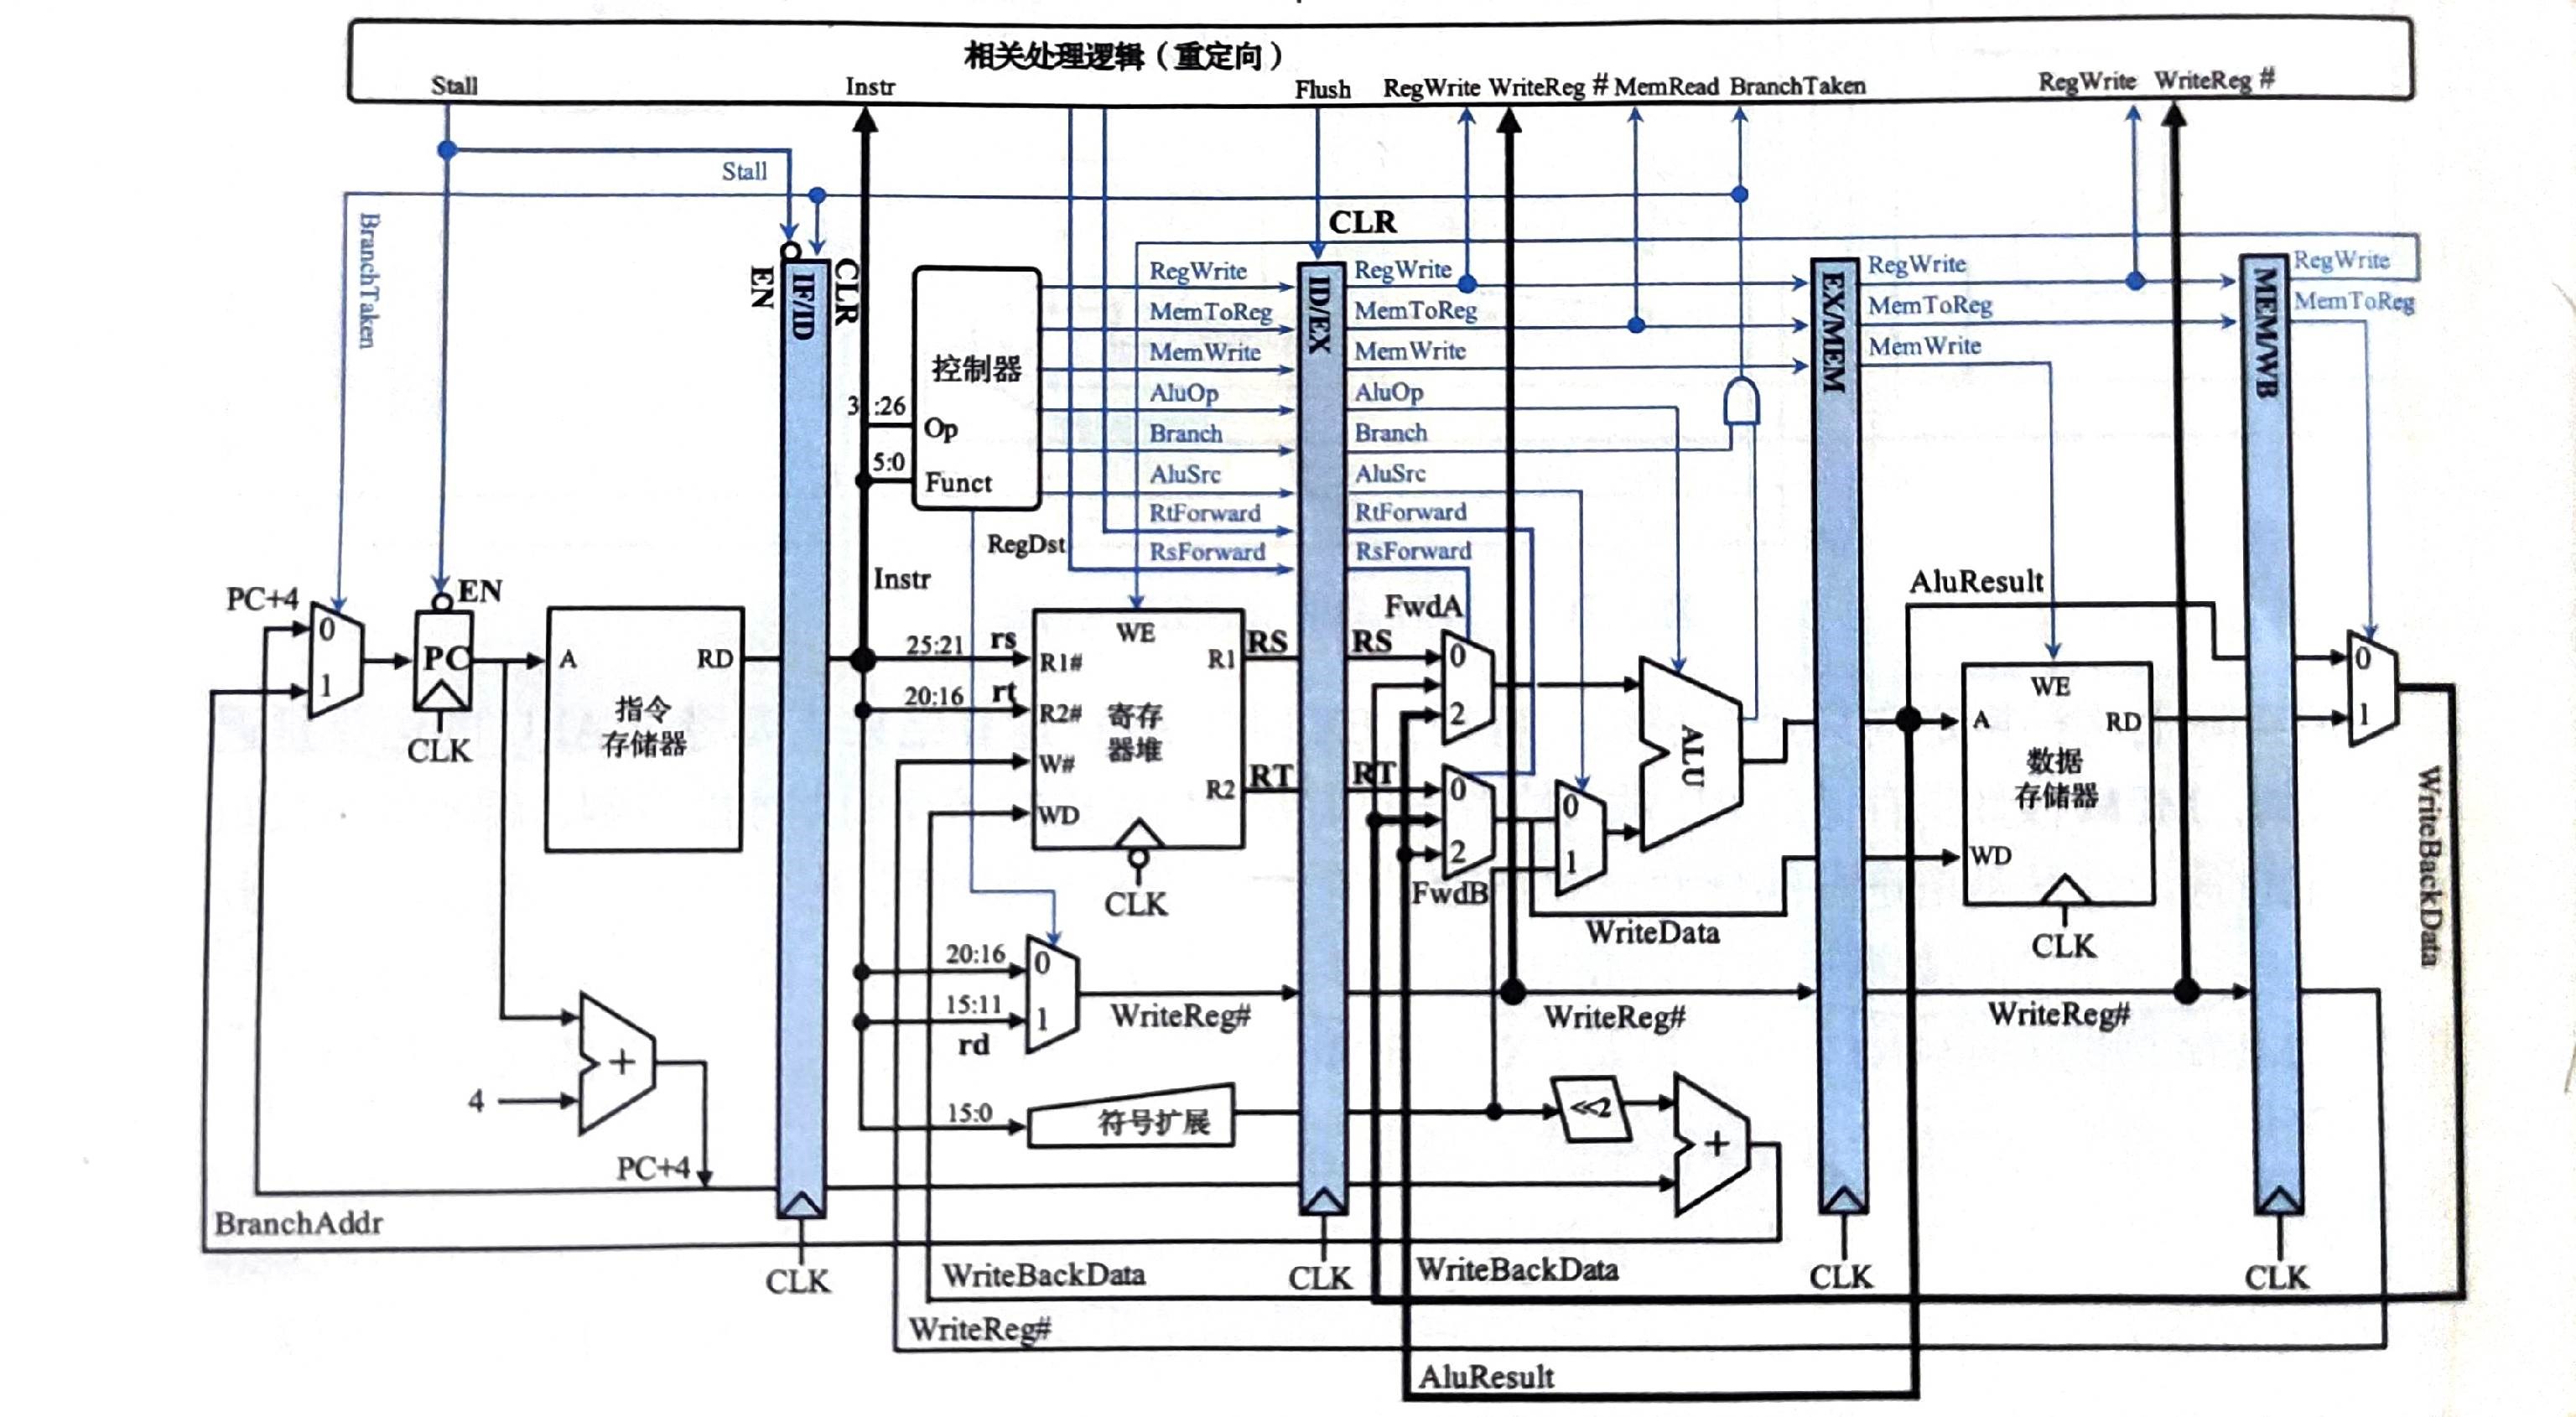 相关处理逻辑（重定向）
Stall Instr Flush RegWrite WriteReg # MemRead BranchTaken RegWrite WriteReg #
Stall
BranchTaken
CLR
EN
IF/ID
CLR
ID/EX
EX/MEM
MEM/WB
控制器
:26
Op
5:0
Funct
RegWrite
MemToReg
MemWrite
AluOp
Branch
AluSrc
RtForward
RsForward
RegWrite
MemToReg
MemWrite
AluOp
Branch
AluSrc
RtForward
RsForward
RegWrite
MemToReg
MemWrite
RegWrite
MemToReg
RegDst
Instr
PC+4
0
1
EN
PC
CLK
A
RD
指令
存储器
25:21 rs
20:16 rt
WE
R1#
R2#
W#
WD
寄存
器堆
R1
R2
CLK
RS
RT
RS
RT
FwdA
0
2
0
2
FwdB
0
1
ALU
AluResult
WE
A
RD
数据
存储器
WD
CLK
0
1
WriteBackData
WriteData
20:16
0
15:11
1
rd
WriteReg#
WriteReg#
WriteReg#
4
+
PC+4
15:0
符号扩展
<<2
+
BranchAddr
CLK
CLK
CLK
CLK
WriteBackData
WriteBackData
WriteReg#
AluResult